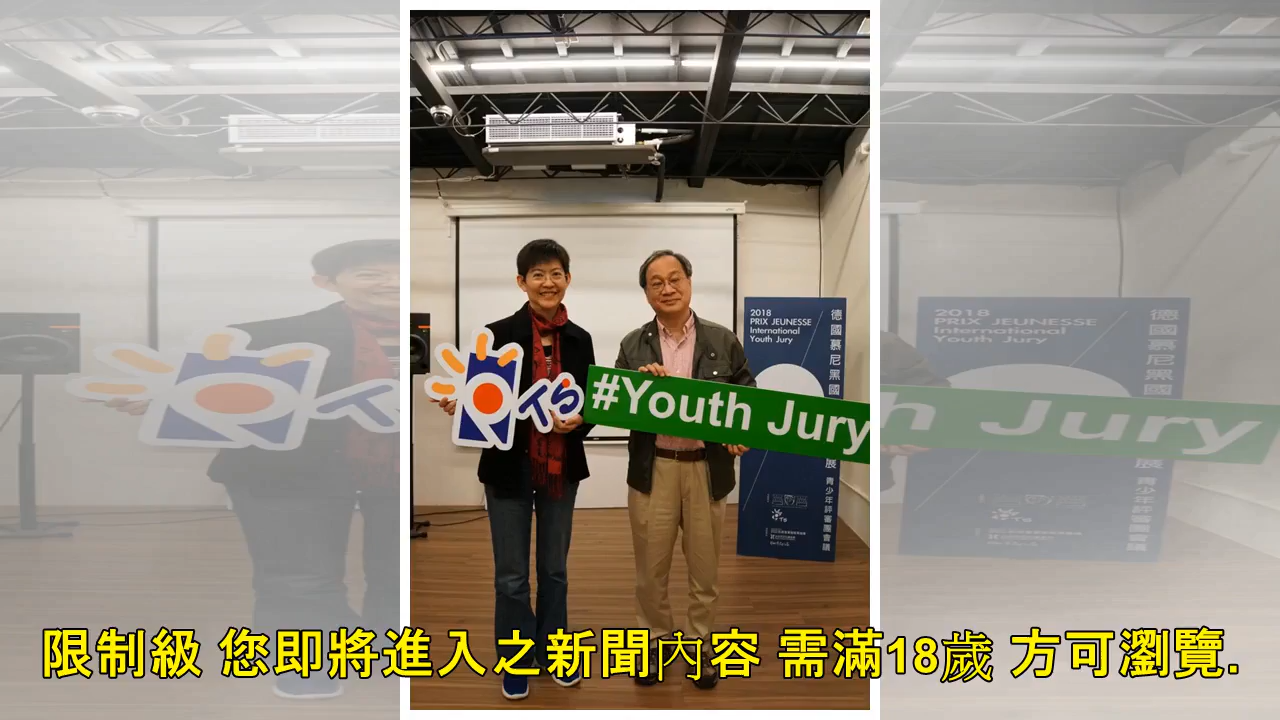 2018
PRIX JEUNESSE
International
Youth Jury
德國慕尼黑國
展 青少年評審團會議
T's
#Youth Jury
限制級 您即將進入之新聞內容 需滿18歲 方可瀏覽.